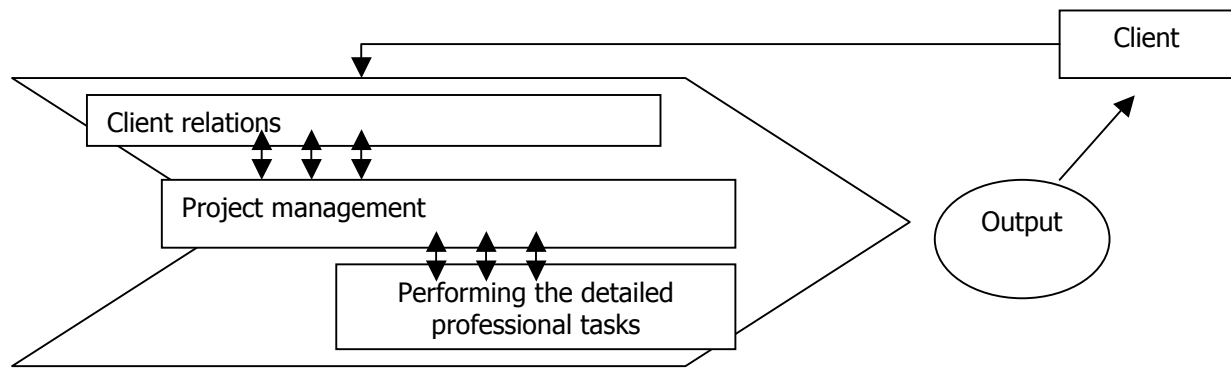 Client
Client relations
Project management
Output
Performing the detailed
professional tasks